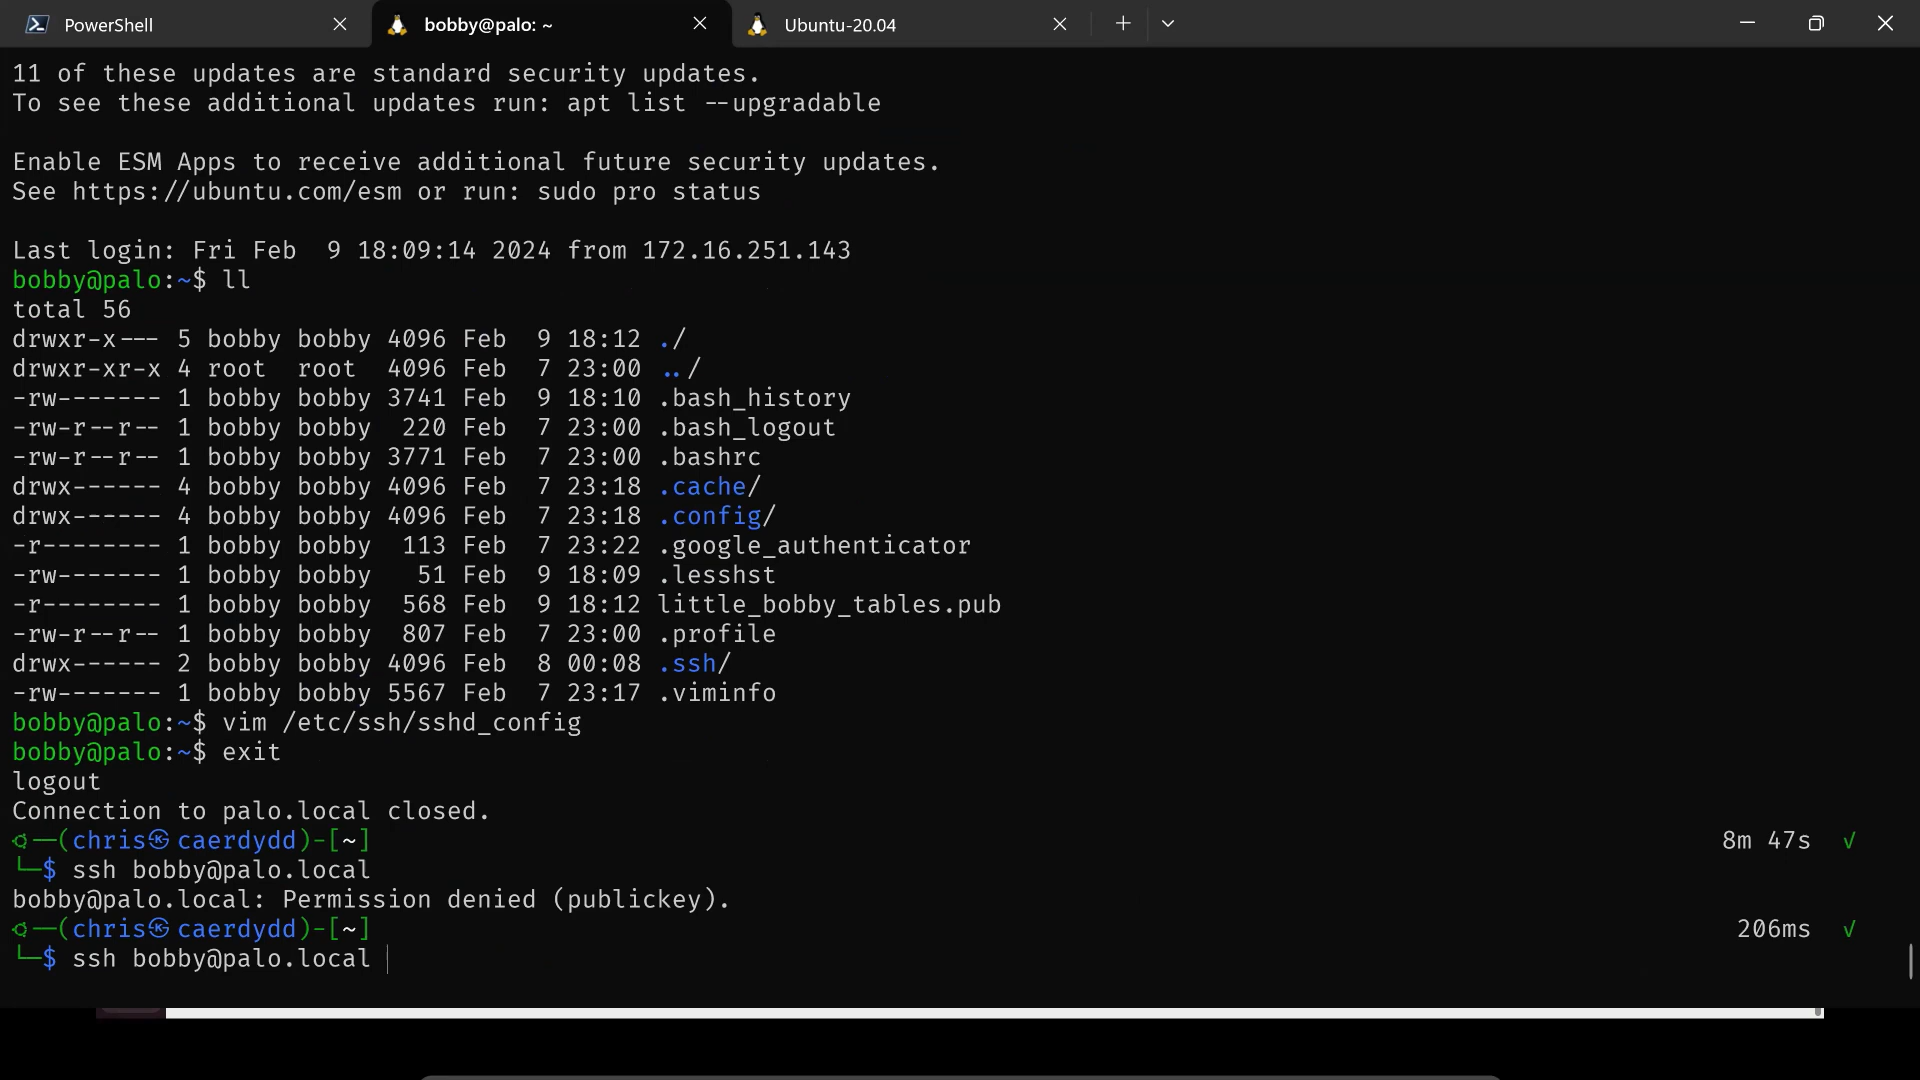 PowerShell
bobby@palo: ~
Ubuntu-20.04
11 of these updates are standard security updates.
To see these additional updates run: apt list --upgradable
Enable ESM Apps to receive additional future security updates.
See https://ubuntu.com/esm or run: sudo pro status
Last login: Fri Feb  9 18:09:14 2024 from 172.16.251.143
bobby@palo:~$ ll
total 56
drwxr-x--- 5 bobby bobby 4096 Feb  9 18:12 ./
drwxr-xr-x 4 root  root  4096 Feb  7 23:00 ../
-rw------- 1 bobby bobby 3741 Feb  9 18:10 .bash_history
-rw-r--r-- 1 bobby bobby  220 Feb  7 23:00 .bash_logout
-rw-r--r-- 1 bobby bobby 3771 Feb  7 23:00 .bashrc
drwx------ 4 bobby bobby 4096 Feb  7 23:18 .cache/
drwx------ 4 bobby bobby 4096 Feb  7 23:18 .config/
-r-------- 1 bobby bobby  113 Feb  7 23:22 .google_authenticator
-rw------- 1 bobby bobby   51 Feb  9 18:09 .lesshst
-r-------- 1 bobby bobby  568 Feb  9 18:12 little_bobby_tables.pub
-rw-r--r-- 1 bobby bobby  807 Feb  7 23:00 .profile
drwx------ 2 bobby bobby 4096 Feb  8 00:08 .ssh/
-rw------- 1 bobby bobby 5567 Feb  7 23:17 .viminfo
bobby@palo:~$ vim /etc/ssh/sshd_config
bobby@palo:~$ exit
logout
Connection to palo.local closed.
(chris㉿caerdydd)-[~] 8m 47s √
└─$ ssh bobby@palo.local
bobby@palo.local: Permission denied (publickey).
(chris㉿caerdydd)-[~] 206ms √
└─$ ssh bobby@palo.local